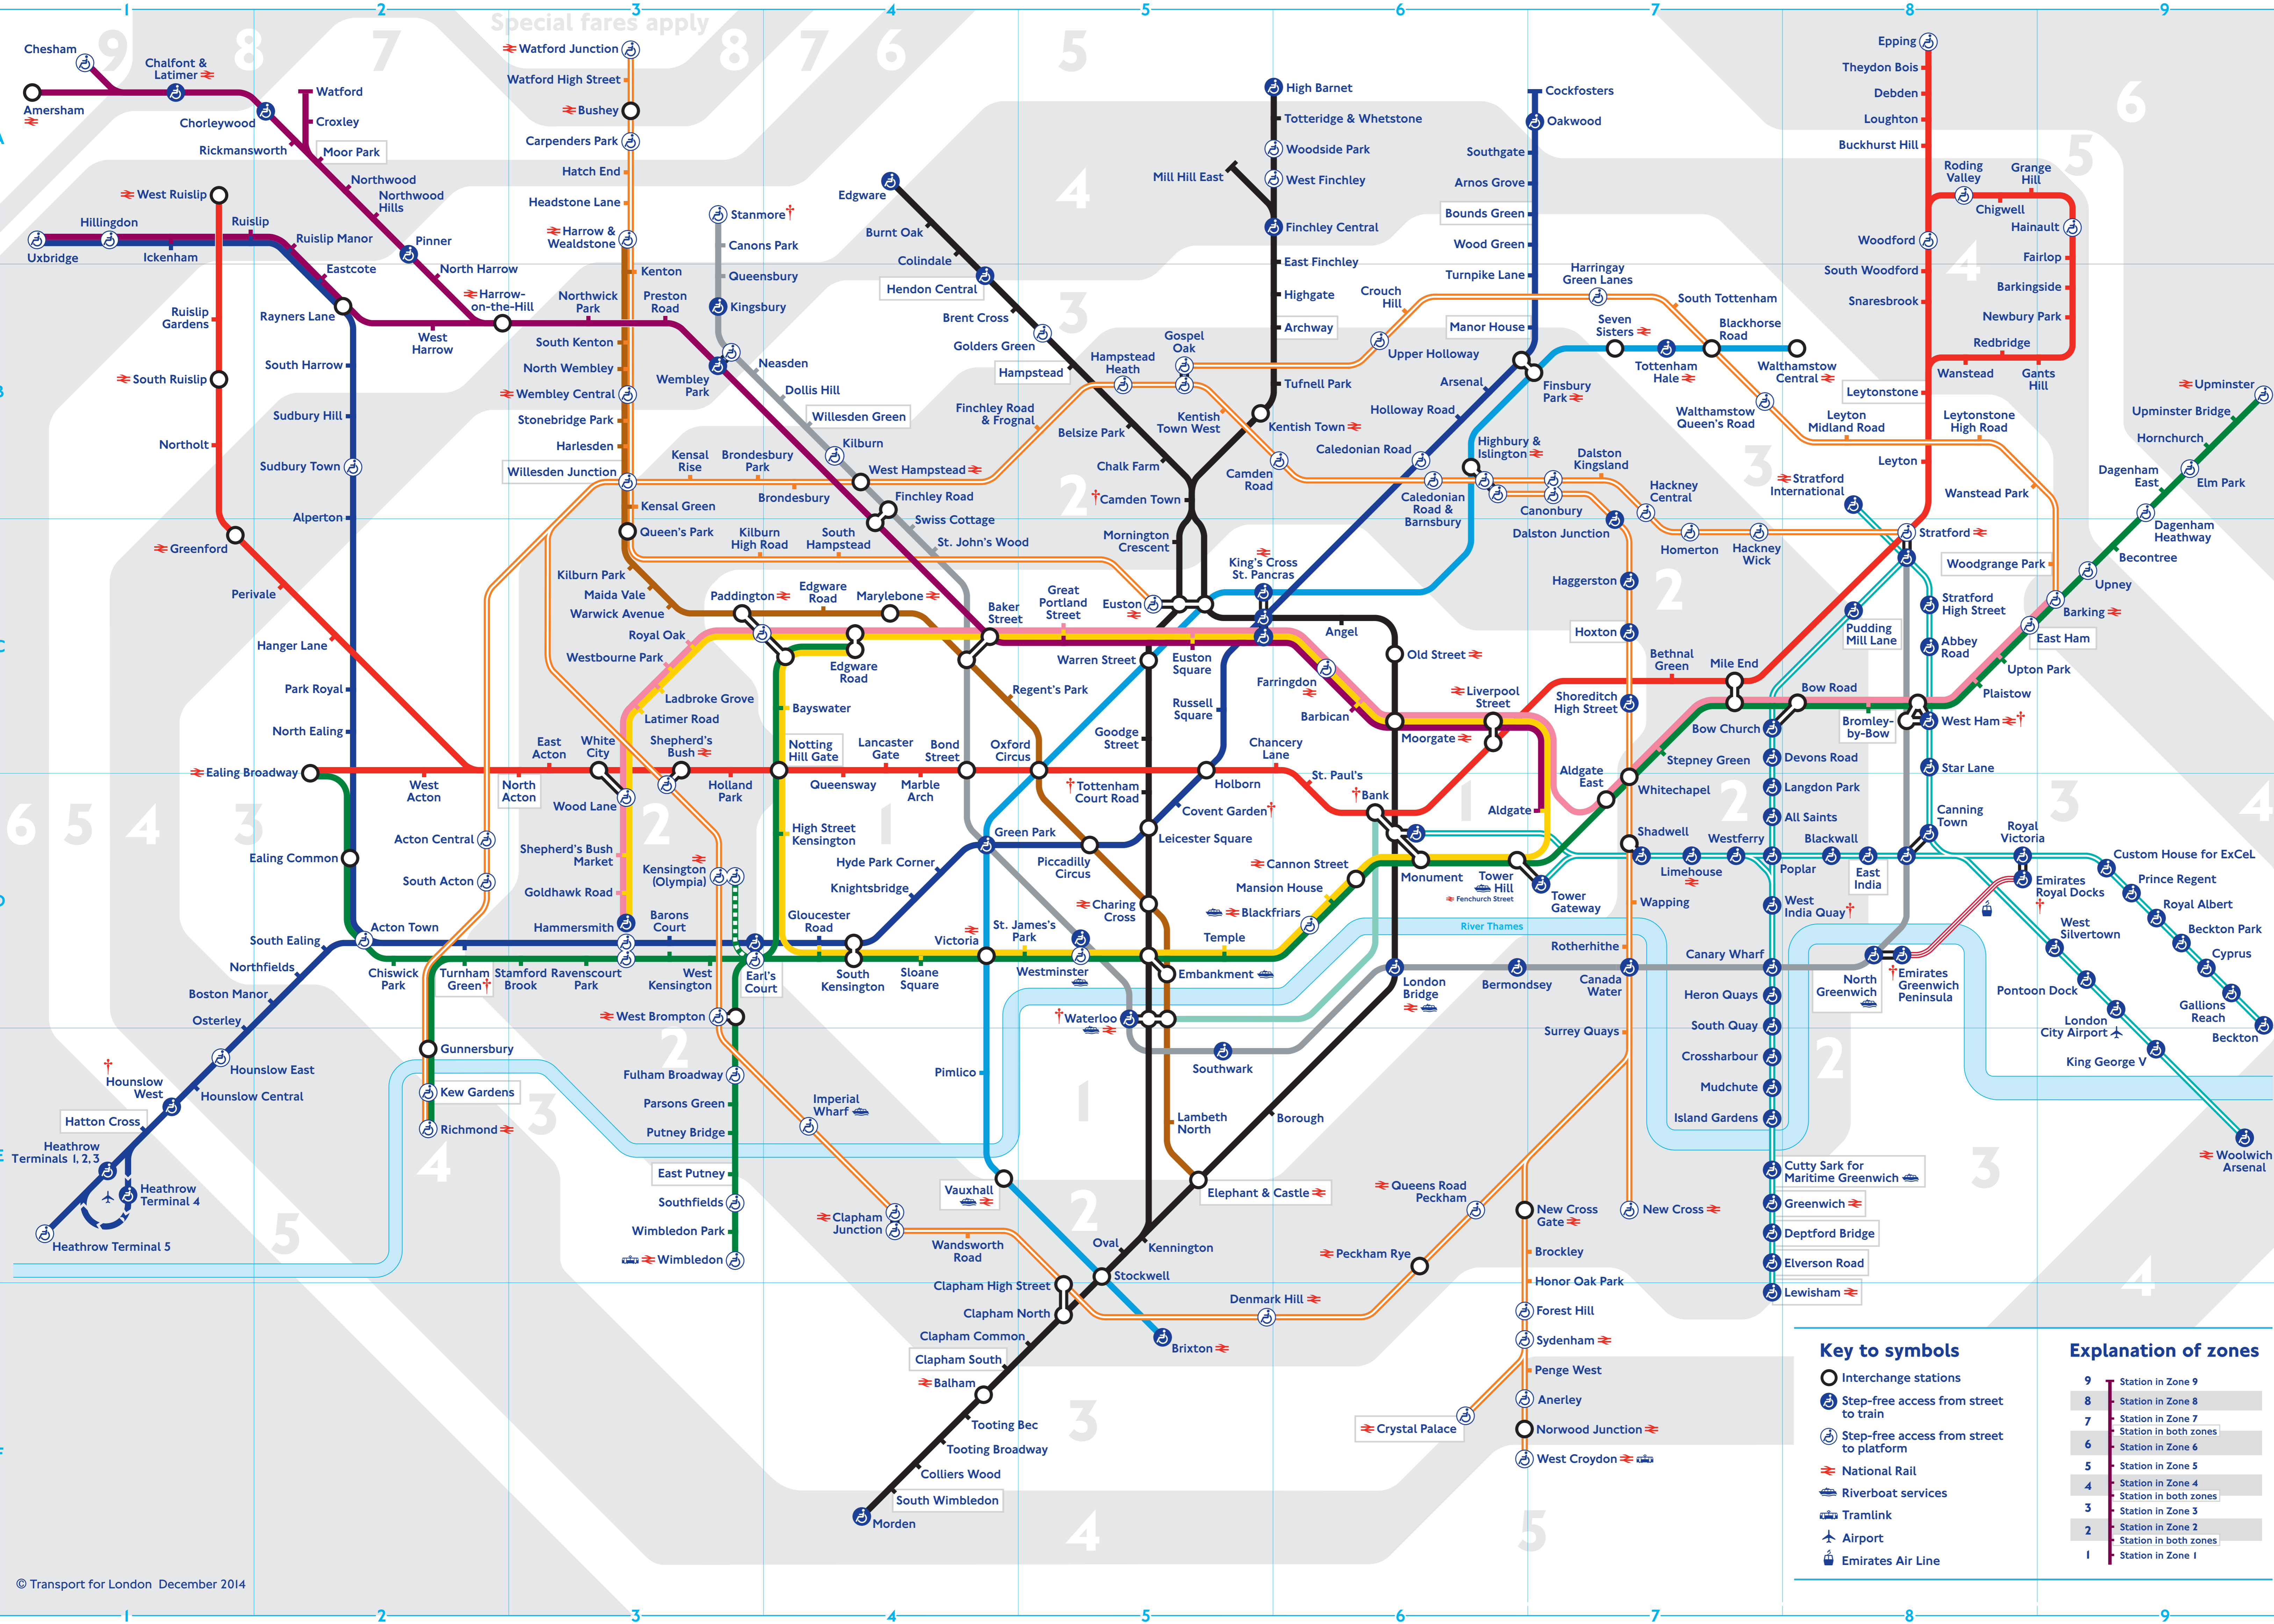 1 2 3 4 5 6 7 8 9
Special fares apply
9 8 7 8 7 6 5 6 5
Chesham
Chalfont &
Latimer
Amersham
Chorleywood
Rickmansworth
Watford
Croxley
Moor Park
Northwood
Northwood
Hills
Pinner
North Harrow
Harrow-
on-the-Hill
West Ruislip
Hillingdon
Ruislip
Uxbridge
Ickenham
Ruislip Manor
Eastcote
Rayners Lane
West
Harrow
Ruislip
Gardens
South Ruislip
Northolt
Greenford
Perivale
Hanger Lane
South Harrow
Sudbury Hill
Sudbury Town
Alperton
Park Royal
North Ealing
Ealing Broadway
Ealing Common
Watford Junction
Watford High Street
Bushey
Carpenders Park
Hatch End
Headstone Lane
Harrow &
Wealdstone
Kenton
Northwick
Park
Preston
Road
South Kenton
North Wembley
Wembley Central
Stonebridge Park
Harlesden
Willesden Junction
Kensal Green
Queen's Park
Kilburn Park
Maida Vale
Warwick Avenue
Royal Oak
Westbourne Park
Ladbroke Grove
Latimer Road
Stanmore†
Canons Park
Queensbury
Kingsbury
Wembley
Park
Neasden
Dollis Hill
Willesden Green
Kilburn
West Hampstead
Finchley Road
Swiss Cottage
St. John's Wood
Kensal
Rise
Brondesbury
Park
Brondesbury
Kilburn
High Road
South
Hampstead
Finchley Road
& Frognal
Edgware
Burnt Oak
Colindale
Hendon Central
Brent Cross
Golders Green
Hampstead
Belsize Park
Chalk Farm
†Camden Town
Mornington
Crescent
Euston
Hampstead
Heath
Gospel
Oak
Kentish
Town West
Kentish Town
Camden
Road
High Barnet
Totteridge & Whetstone
Woodside Park
West Finchley
Mill Hill East
Finchley Central
East Finchley
Highgate
Archway
Tufnell Park
Cockfosters
Oakwood
Southgate
Arnos Grove
Bounds Green
Wood Green
Turnpike Lane
Manor House
Crouch
Hill
Upper Holloway
Harringay
Green Lanes
South Tottenham
Seven
Sisters
Blackhorse
Road
Tottenham
Hale
Walthamstow
Central
Walthamstow
Queen's Road
Leyton
Midland Road
Leytonstone
High Road
Wanstead Park
Woodgrange Park
Arsenal
Finsbury
Park
Holloway Road
Caledonian Road
Highbury &
Islington
Caledonian
Road &
Barnsbury
Canonbury
Dalston
Kingsland
Hackney
Central
Dalston Junction
Homerton
Hackney
Wick
Haggerston
Hoxton
Shoreditch
High Street
Epping
Theydon Bois
Debden
Loughton
Buckhurst Hill
Roding
Valley
Grange
Hill
Chigwell
Hainault
Woodford
South Woodford
Snaresbrook
Fairlop
Barkingside
Newbury Park
Redbridge
Wanstead
Gants
Hill
Leytonstone
Leyton
Stratford
International
Stratford
Upminster
Upminster Bridge
Hornchurch
Dagenham
East
Elm Park
Dagenham
Heathway
Becontree
Upney
Barking
East Ham
Upton Park
Plaistow
West Ham†
Bromley-
by-Bow
Bow Road
Bow Church
Stratford
High Street
Abbey
Road
Pudding
Mill Lane
Star Lane
Canning
Town
Devons Road
Langdon Park
All Saints
Paddington
Edgware
Road
Marylebone
Baker
Street
Great
Portland
Street
King's Cross
St. Pancras
Angel
Edgware
Road
Warren Street
Euston
Square
Farringdon
Old Street
Bethnal
Green
Mile End
Regent's Park
Russell
Square
Barbican
Liverpool
Street
Moorgate
Stepney Green
Bayswater
Goodge
Street
East
Acton
White
City
Shepherd's
Bush
Notting
Hill Gate
Lancaster
Gate
Bond
Street
Oxford
Circus
Chancery
Lane
St. Paul's
†Bank
West
Acton
North
Acton
Wood Lane
Holland
Park
Queensway
Marble
Arch
†Tottenham
Court Road
Holborn
Covent Garden†
Leicester Square
Aldgate
East
Aldgate
Whitechapel
Shadwell
Acton Central
South Acton
Shepherd's Bush
Market
Goldhawk Road
Hammersmith
Kensington
(Olympia)
High Street
Kensington
Hyde Park Corner
Knightsbridge
Green Park
Piccadilly
Circus
Charing
Cross
Cannon Street
Mansion House
Blackfriars
Monument
Tower
Hill
Fenchurch Street
Tower
Gateway
Limehouse
Westferry
Poplar
Blackwall
East
India
Royal
Victoria
Custom House for ExCeL
Prince Regent
Royal Albert
Beckton Park
Cyprus
Gallions
Reach
Beckton
Emirates
Royal Docks
†
West
Silvertown
Pontoon Dock
London
City Airport
King George V
Woolwich
Arsenal
Acton Town
South Ealing
Northfields
Boston Manor
Osterley
Hounslow East
Hounslow Central
†
Hounslow
West
Hatton Cross
Heathrow
Terminals 1, 2, 3
Heathrow
Terminal 4
Heathrow Terminal 5
Chiswick
Park
Turnham
Green†
Stamford
Brook
Ravenscourt
Park
Barons
Court
West
Kensington
Earl's
Court
Gloucester
Road
South
Kensington
Sloane
Square
Victoria
St. James's
Park
Westminster
Temple
Embankment
River Thames
Gunnersbury
Kew Gardens
Richmond
West Brompton
Fulham Broadway
Parsons Green
Putney Bridge
East Putney
Southfields
Wimbledon Park
Wimbledon
Imperial
Wharf
Clapham
Junction
Wandsworth
Road
Pimlico
Vauxhall
†Waterloo
Southwark
Lambeth
North
Elephant & Castle
Borough
London
Bridge
Bermondsey
Wapping
Rotherhithe
Canada
Water
Surrey Quays
Canary Wharf
West
India Quay†
Heron Quays
South Quay
Crossharbour
Mudchute
Island Gardens
North
Greenwich
†Emirates
Greenwich
Peninsula
Cutty Sark for
Maritime Greenwich
Greenwich
Deptford Bridge
Elverson Road
Lewisham
Oval
Kennington
Stockwell
Clapham High Street
Clapham North
Clapham Common
Clapham South
Balham
Tooting Bec
Tooting Broadway
Colliers Wood
South Wimbledon
Morden
Brixton
Denmark Hill
Peckham Rye
Queens Road
Peckham
New Cross
Gate
New Cross
Brockley
Honor Oak Park
Forest Hill
Sydenham
Penge West
Anerley
Crystal Palace
Norwood Junction
West Croydon
Key to symbols
Interchange stations
Step-free access from street
to train
Step-free access from street
to platform
National Rail
Riverboat services
Tramlink
Airport
Emirates Air Line
Explanation of zones
9 Station in Zone 9
8 Station in Zone 8
7 Station in Zone 7
Station in both zones
6 Station in Zone 6
5 Station in Zone 5
4 Station in Zone 4
Station in both zones
3 Station in Zone 3
2 Station in Zone 2
Station in both zones
1 Station in Zone 1
© Transport for London December 2014
1 2 3 4 5 6 7 8 9